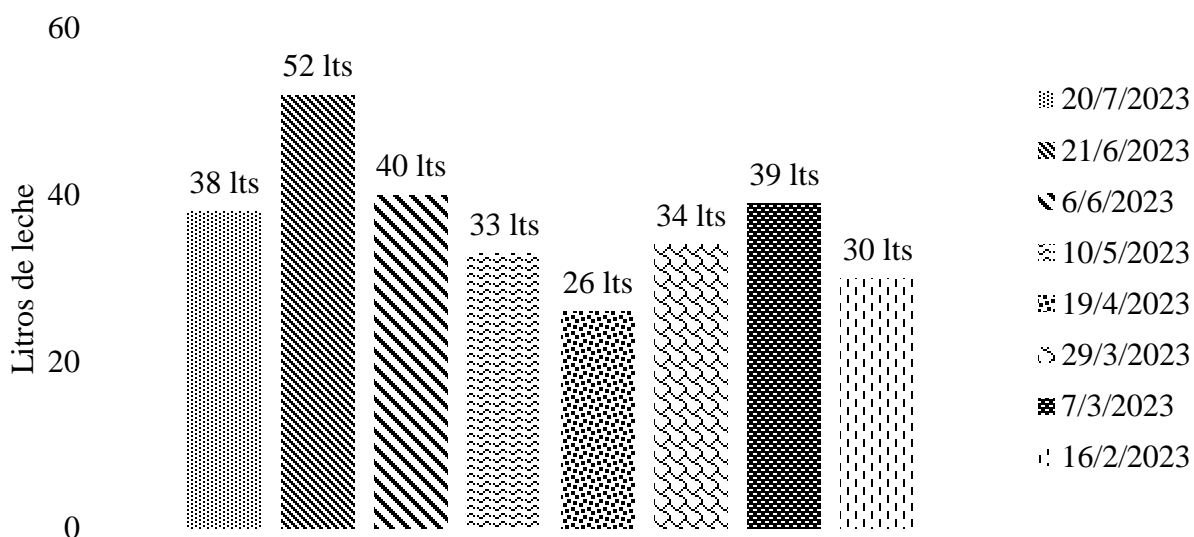 60
40
20
0
Litros de leche
38 lts
52 lts
40 lts
33 lts
26 lts
34 lts
39 lts
30 lts
20/7/2023
21/6/2023
6/6/2023
10/5/2023
19/4/2023
29/3/2023
7/3/2023
16/2/2023